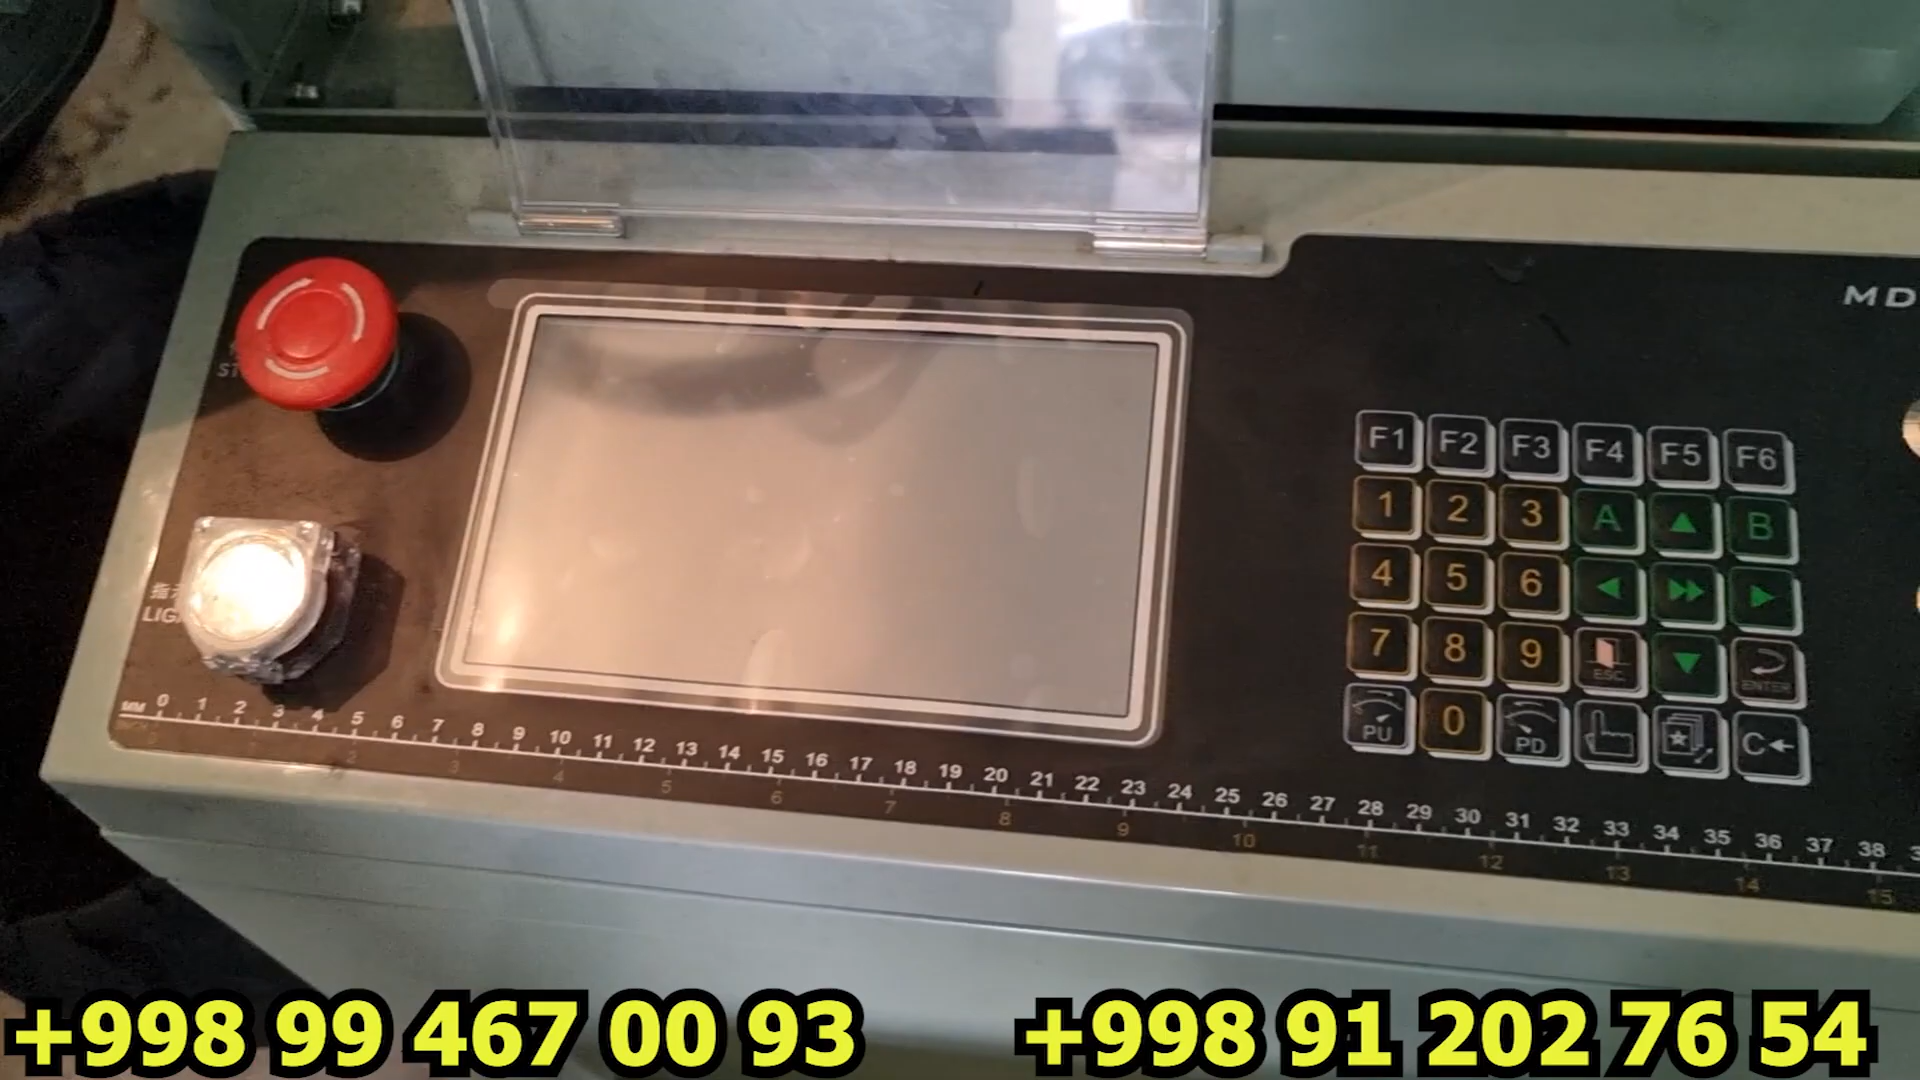 MD
F1 F2 F3 F4 F5 F6
1 2 3 A B
4 5 6
7 8 9 ESC ENTER
PU 0 PD C
MM 0 1 2 3 4 5 6 7 8 9 10 11 12 13 14 15 16 17 18 19 20 21 22 23 24 25 26 27 28 29 30 31 32 33 34 35 36 37 38
2 3 4 5 6 7 8 9 10 11 12 13 14 15
+998 99 467 00 93 +998 91 202 76 54